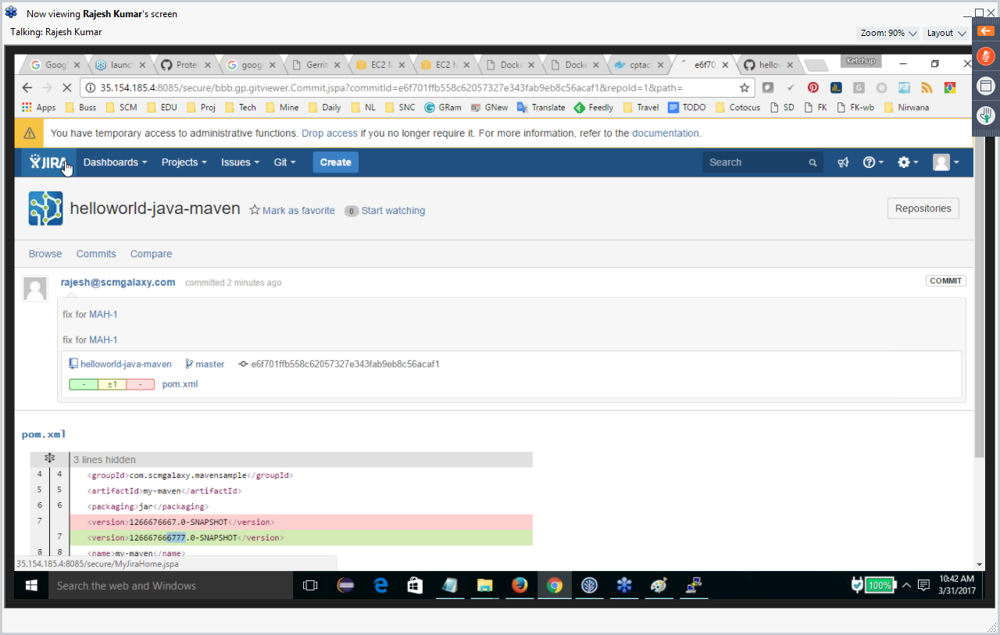 Now viewing Rajesh Kumar's screen
Talking: Rajesh Kumar
Zoom: 90%
Layout
Goog
launc
Prote
goog
Gerrit
EC2 M
EC2 M
Docke
Docke
cptac
e6f70
hello
Ketchup
35.154.185.4:8085/secure/bbb.gp.gitviewer.Commit.jspa?commitId=e6f701ffb558c62057327e343fab9eb8c56acaf1&repoId=1&path=
Apps Buss SCM EDU Proj Tech Mine Daily NL SNC GRam GNew Translate Feedly Travel TODO Cotocus SD FK FK-wb Nirwana
You have temporary access to administrative functions. Drop access if you no longer require it. For more information, refer to the documentation.
JIRA Dashboards Projects Issues Git Create Search
helloworld-java-maven Mark as favorite 0 Start watching Repositories
Browse Commits Compare
rajesh@scmgalaxy.com committed 2 minutes ago COMMIT
fix for MAH-1
fix for MAH-1
helloworld-java-maven master e6f701ffb558c62057327e343fab9eb8c56acaf1
- ±1 - pom.xml
pom.xml
3 lines hidden
4 4 <groupId>com.scmgalaxy.mavensample</groupId>
5 5 <artifactId>my-maven</artifactId>
6 6 <packaging>jar</packaging>
7 <version>1266676667.0-SNAPSHOT</version>
7 <version>126667666777.0-SNAPSHOT</version>
8 8 <name>my-maven</name>
35.154.185.4:8085/secure/MyJiraHome.jspa
Search the web and Windows
100%
10:42 AM
3/31/2017